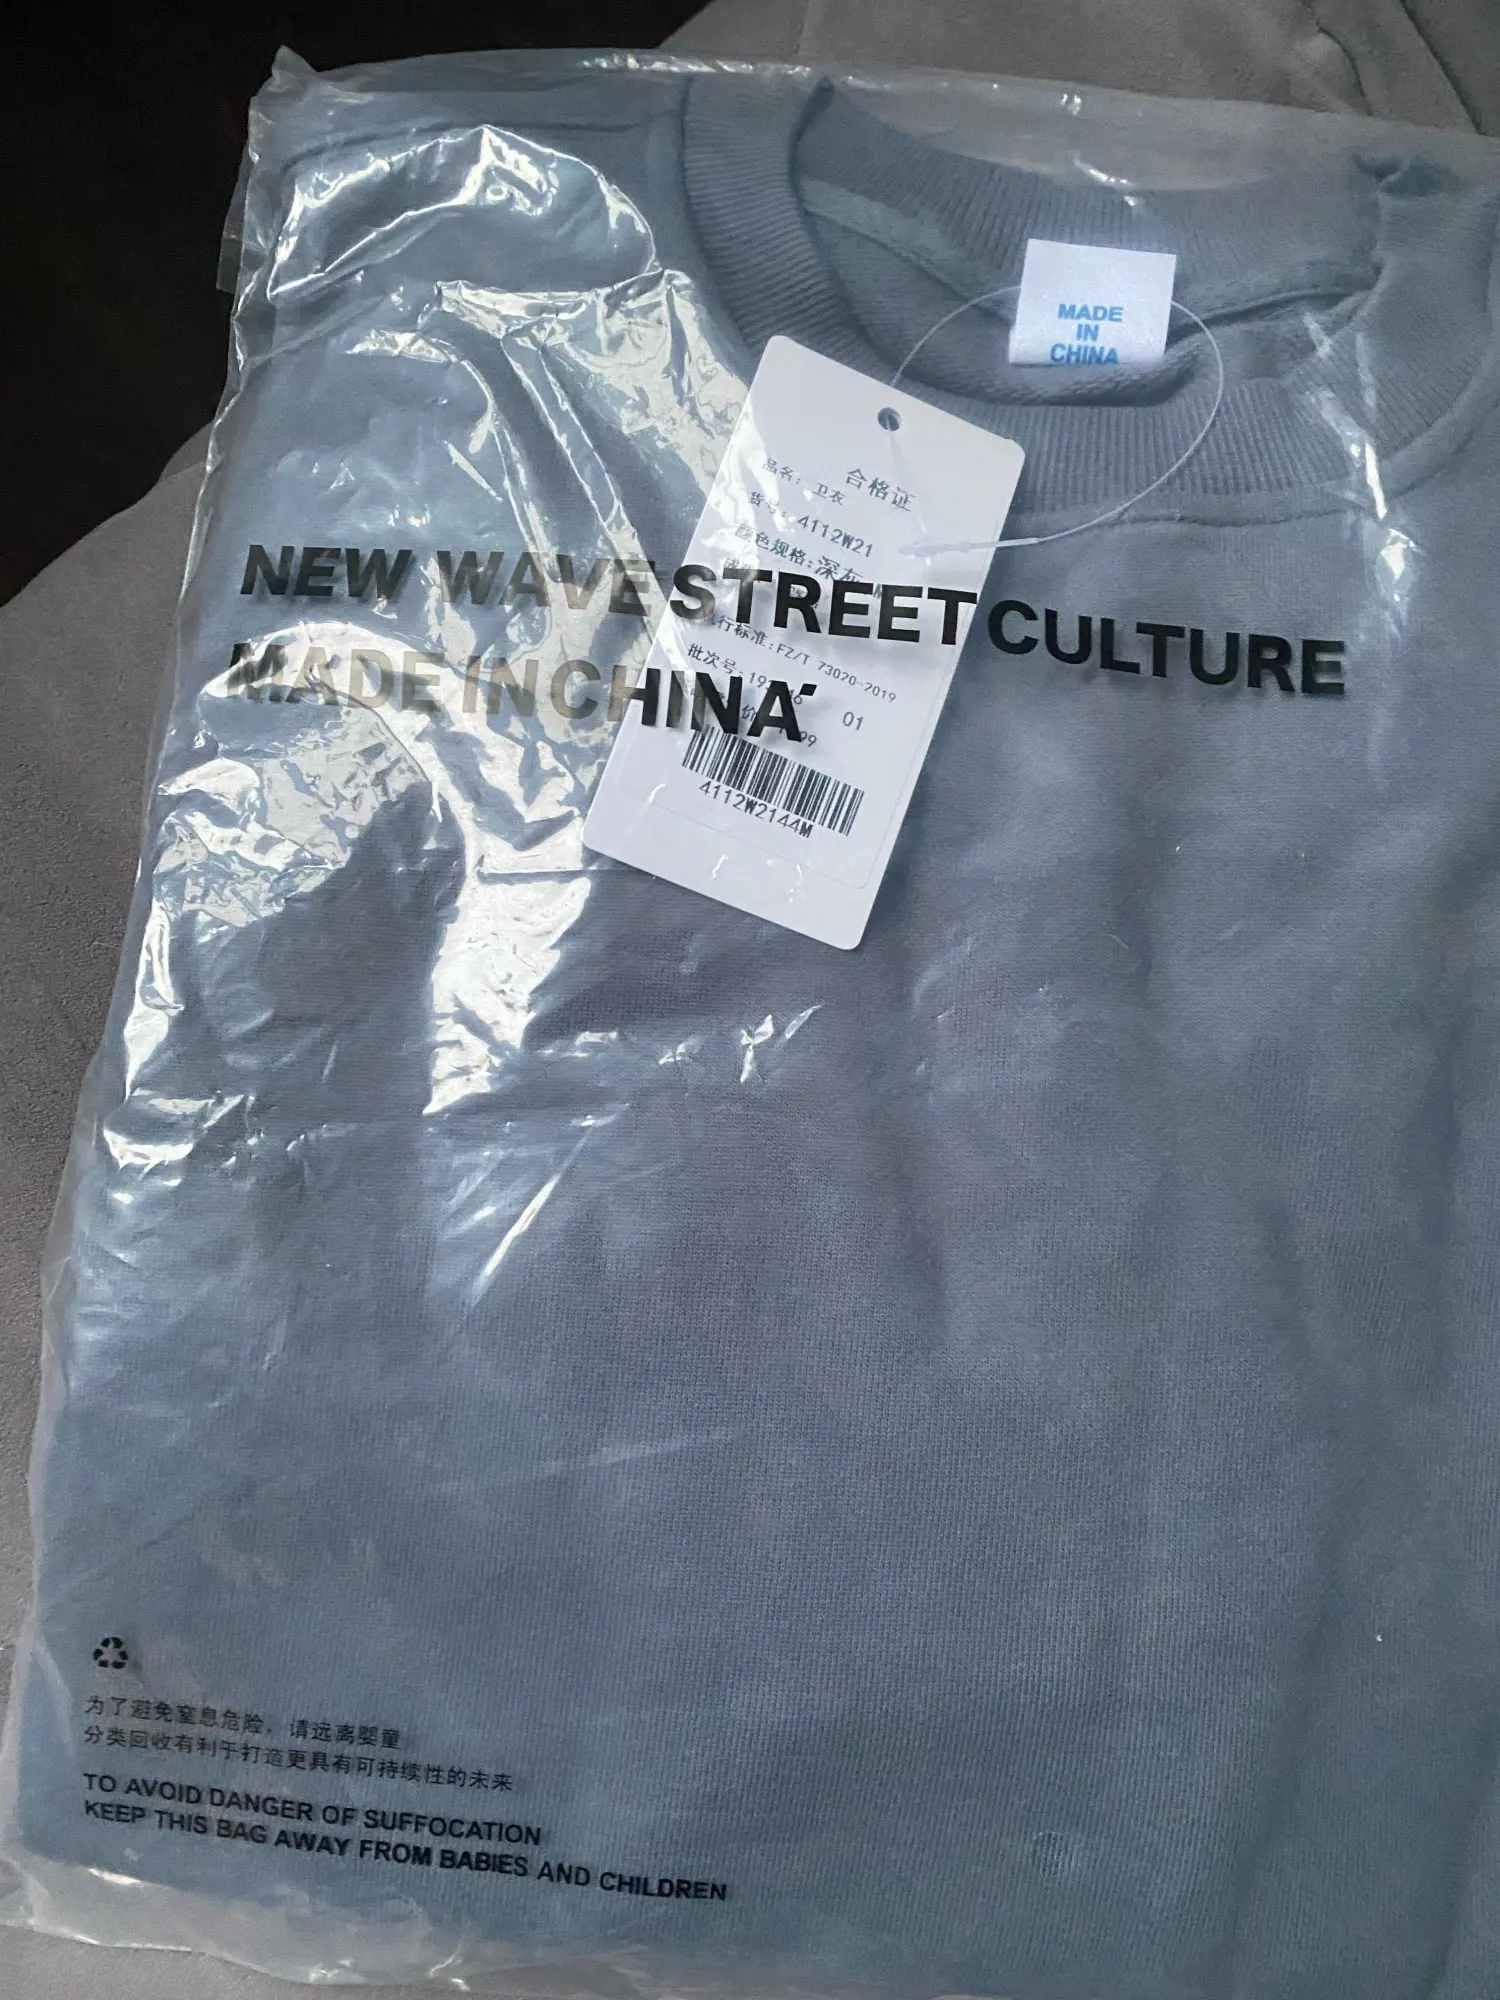 MADE
IN
CHINA
合格证
品名: 卫衣
货号: 4112W21
颜色规格: 深灰 M
执行标准: FZ/T 73020-2019
批次号: 01
价 99
4112W2144M
NEW WAVE STREET CULTURE
MADE IN CHINA
为了避免窒息危险，请远离婴童
分类回收有利于打造更具有可持续性的未来
TO AVOID DANGER OF SUFFOCATION
KEEP THIS BAG AWAY FROM BABIES AND CHILDREN